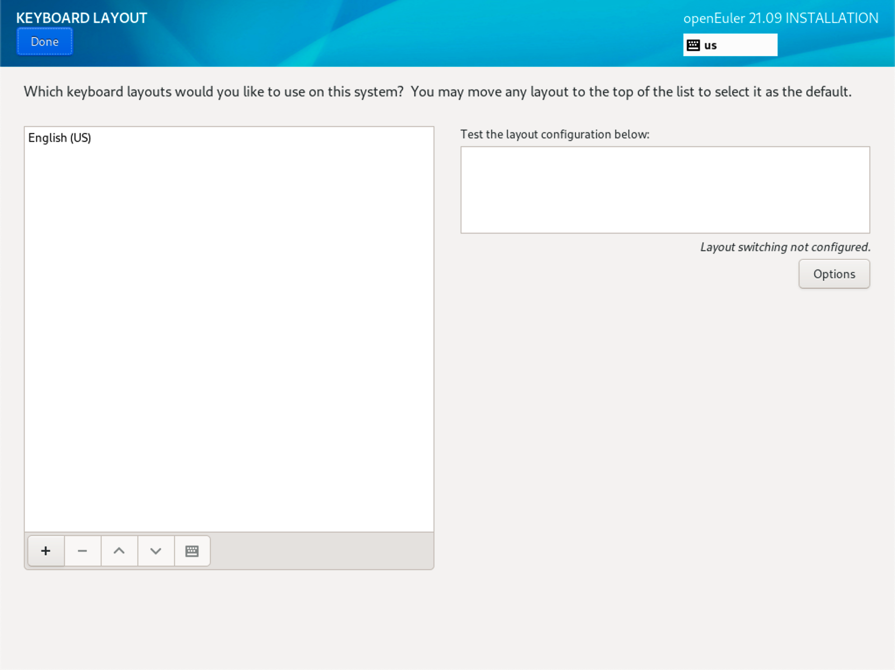 KEYBOARD LAYOUT
openEuler 21.09 INSTALLATION
Done
us
Which keyboard layouts would you like to use on this system? You may move any layout to the top of the list to select it as the default.
English (US)
Test the layout configuration below:
Layout switching not configured.
Options